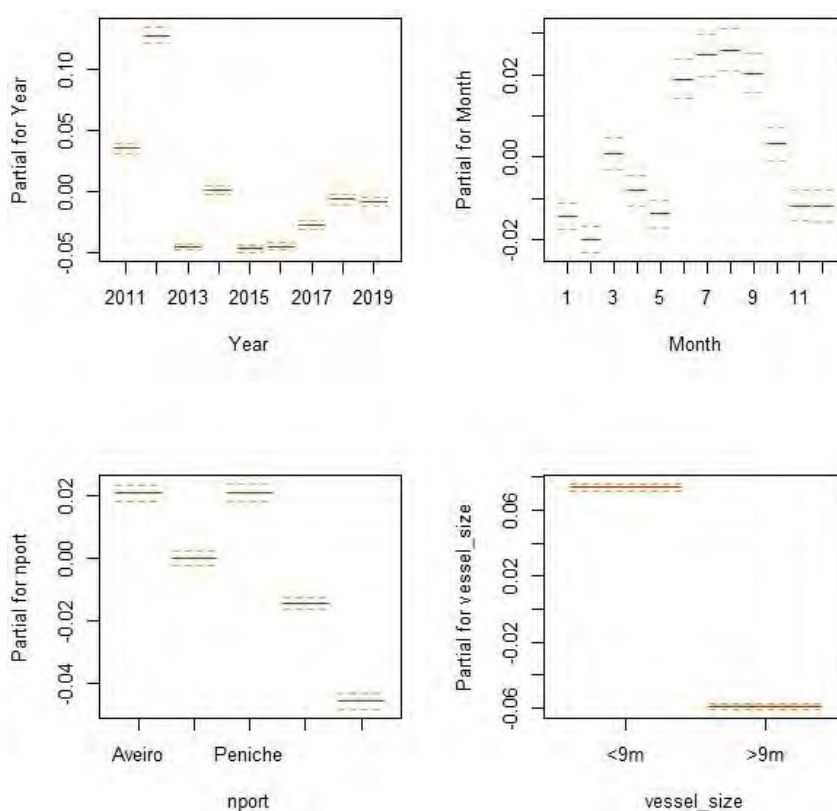 Partial for Year
0.10
0.05
0.00
-0.05
2011 2013 2015 2017 2019
Year
Partial for Month
0.02
0.00
-0.02
1 3 5 7 9 11
Month
Partial for nport
0.02
0.00
-0.02
-0.04
Aveiro Peniche
nport
Partial for vessel_size
0.06
0.02
-0.02
-0.06
<9m >9m
vessel_size